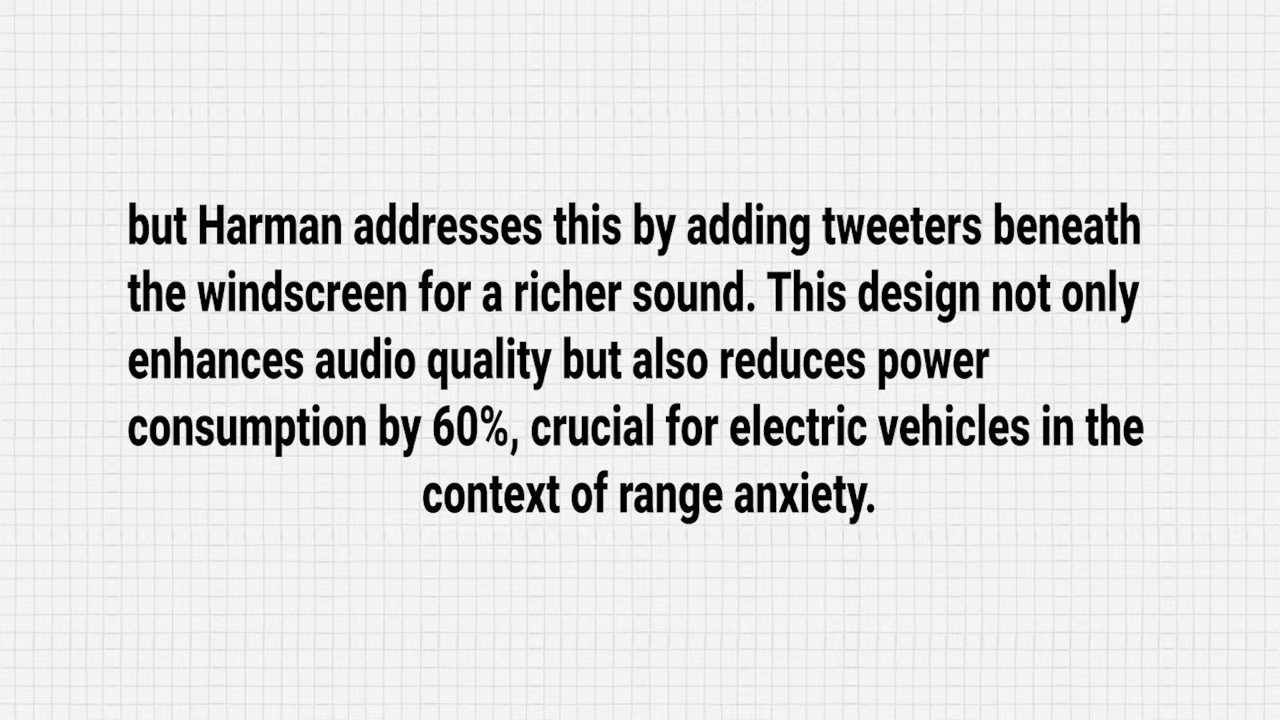 but Harman addresses this by adding tweeters beneath
the windscreen for a richer sound. This design not only
enhances audio quality but also reduces power
consumption by 60%, crucial for electric vehicles in the
context of range anxiety.